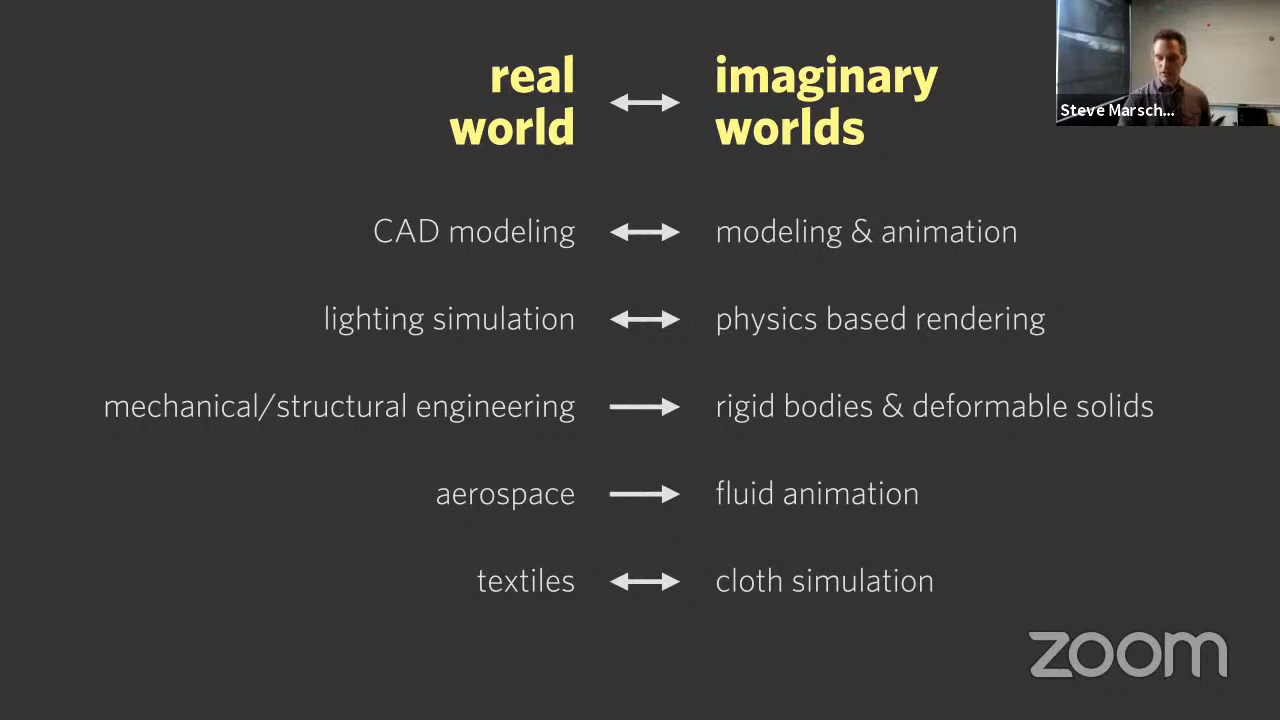 real
world
imaginary
worlds
Steve Marsch...
CAD modeling
modeling & animation
lighting simulation
physics based rendering
mechanical/structural engineering
rigid bodies & deformable solids
aerospace
fluid animation
textiles
cloth simulation
zoom